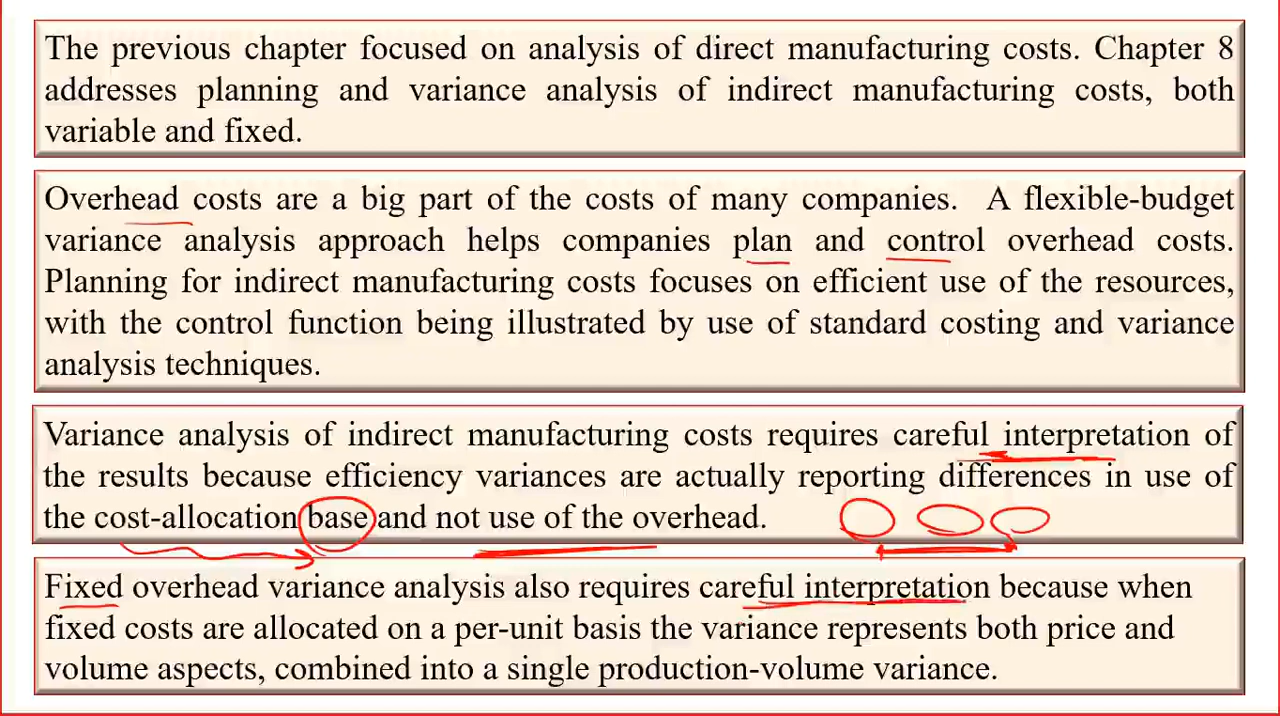 The previous chapter focused on analysis of direct manufacturing costs. Chapter 8
addresses planning and variance analysis of indirect manufacturing costs, both
variable and fixed.
Overhead costs are a big part of the costs of many companies. A flexible-budget
variance analysis approach helps companies plan and control overhead costs.
Planning for indirect manufacturing costs focuses on efficient use of the resources,
with the control function being illustrated by use of standard costing and variance
analysis techniques.
Variance analysis of indirect manufacturing costs requires careful interpretation of
the results because efficiency variances are actually reporting differences in use of
the cost-allocation base and not use of the overhead.
Fixed overhead variance analysis also requires careful interpretation because when
fixed costs are allocated on a per-unit basis the variance represents both price and
volume aspects, combined into a single production-volume variance.